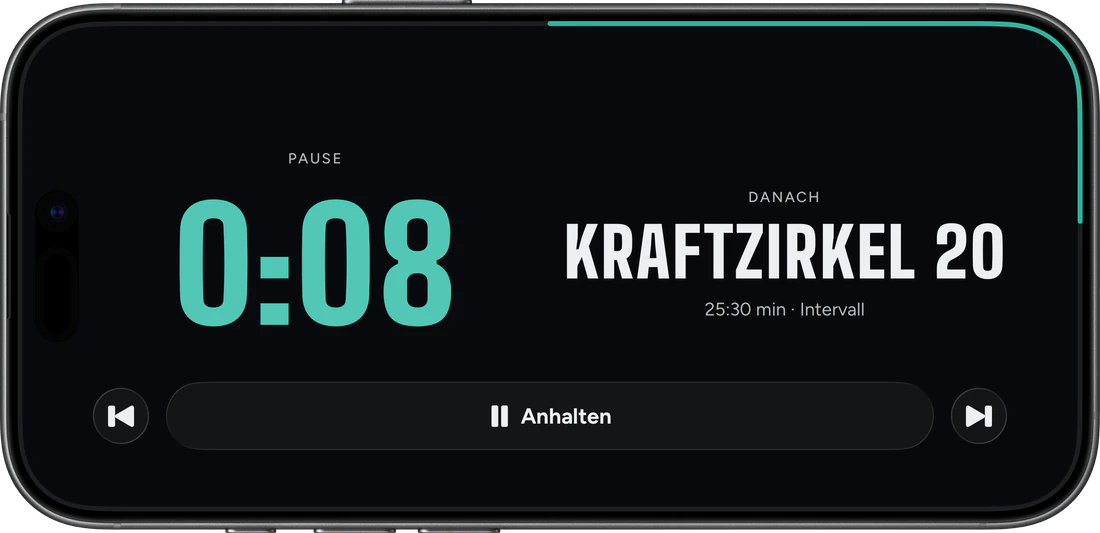 PAUSE
0:08
DANACH
KRAFTZIRKEL 20
25:30 min · Intervall
Anhalten